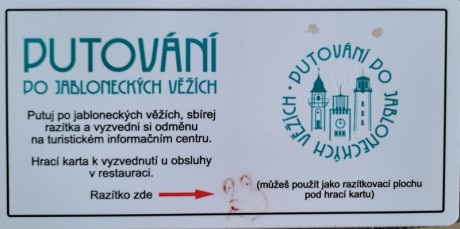 PUTOVÁNÍ
PO JABLONECKÝCH VĚŽÍCH
Putuj po jabloneckých věžích, sbírej
razítka a vyzvedni si odměnu
na turistickém informačním centru.
Hrací karta k vyzvednutí u obsluhy
v restauraci.
Razítko zde
(můžeš použít jako razítkovací plochu
pod hrací kartu)
PUTOVÁNÍ PO JABLONECKÝCH VĚŽÍCH